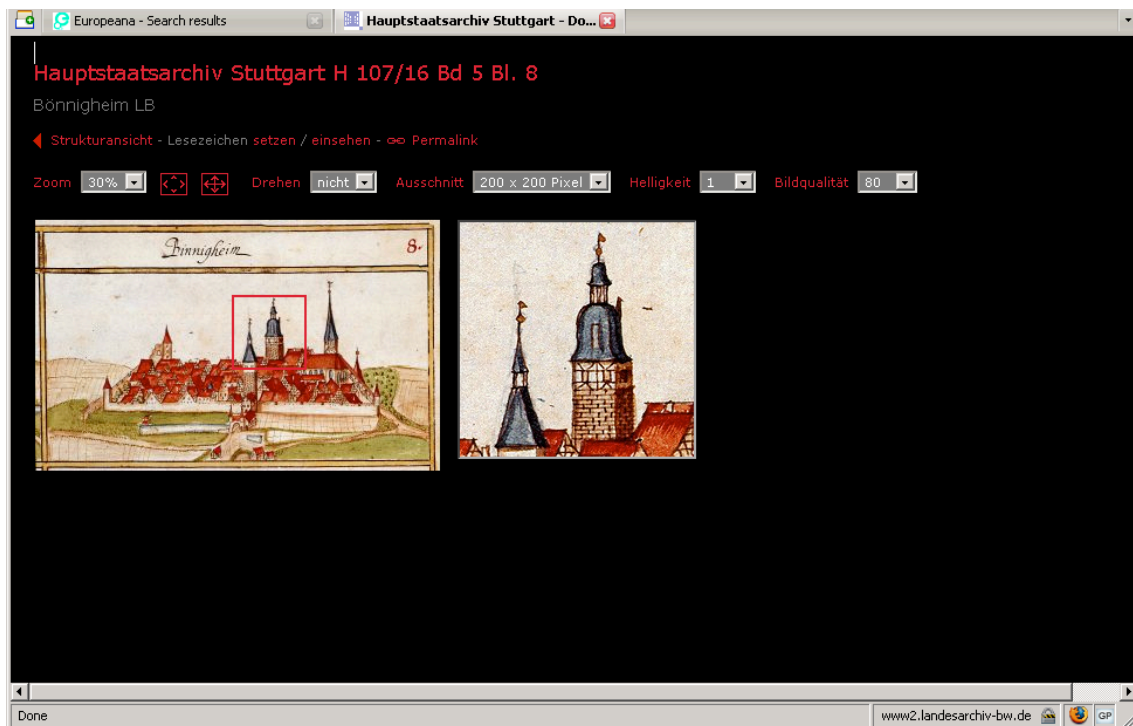 Europeana - Search results
Hauptstaatsarchiv Stuttgart - Do...
Hauptstaatsarchiv Stuttgart H 107/16 Bd 5 Bl. 8
Bönnigheim LB
Strukturansicht - Lesezeichen setzen / einsehen - Permalink
Zoom 30% Drehen nicht Ausschnitt 200 x 200 Pixel Helligkeit 1 Bildqualität 80
Binnigheim 8.
Done www2.landesarchiv-bw.de GP